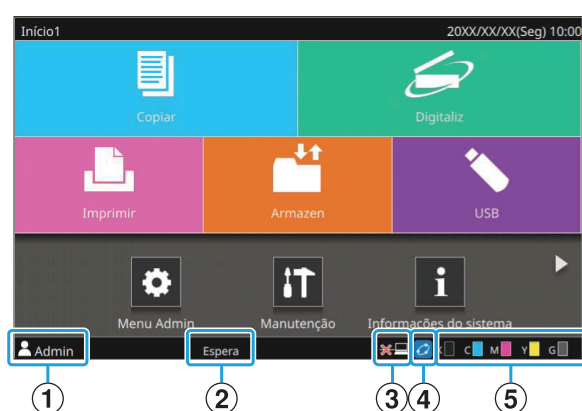 Início1 20XX/XX/XX(Seg) 10:00
Copiar Digitaliz
Imprimir Armazen USB
Menu Admin Manutenção Informações do sistema
Admin Espera K C M Y G
1 2 3 4 5